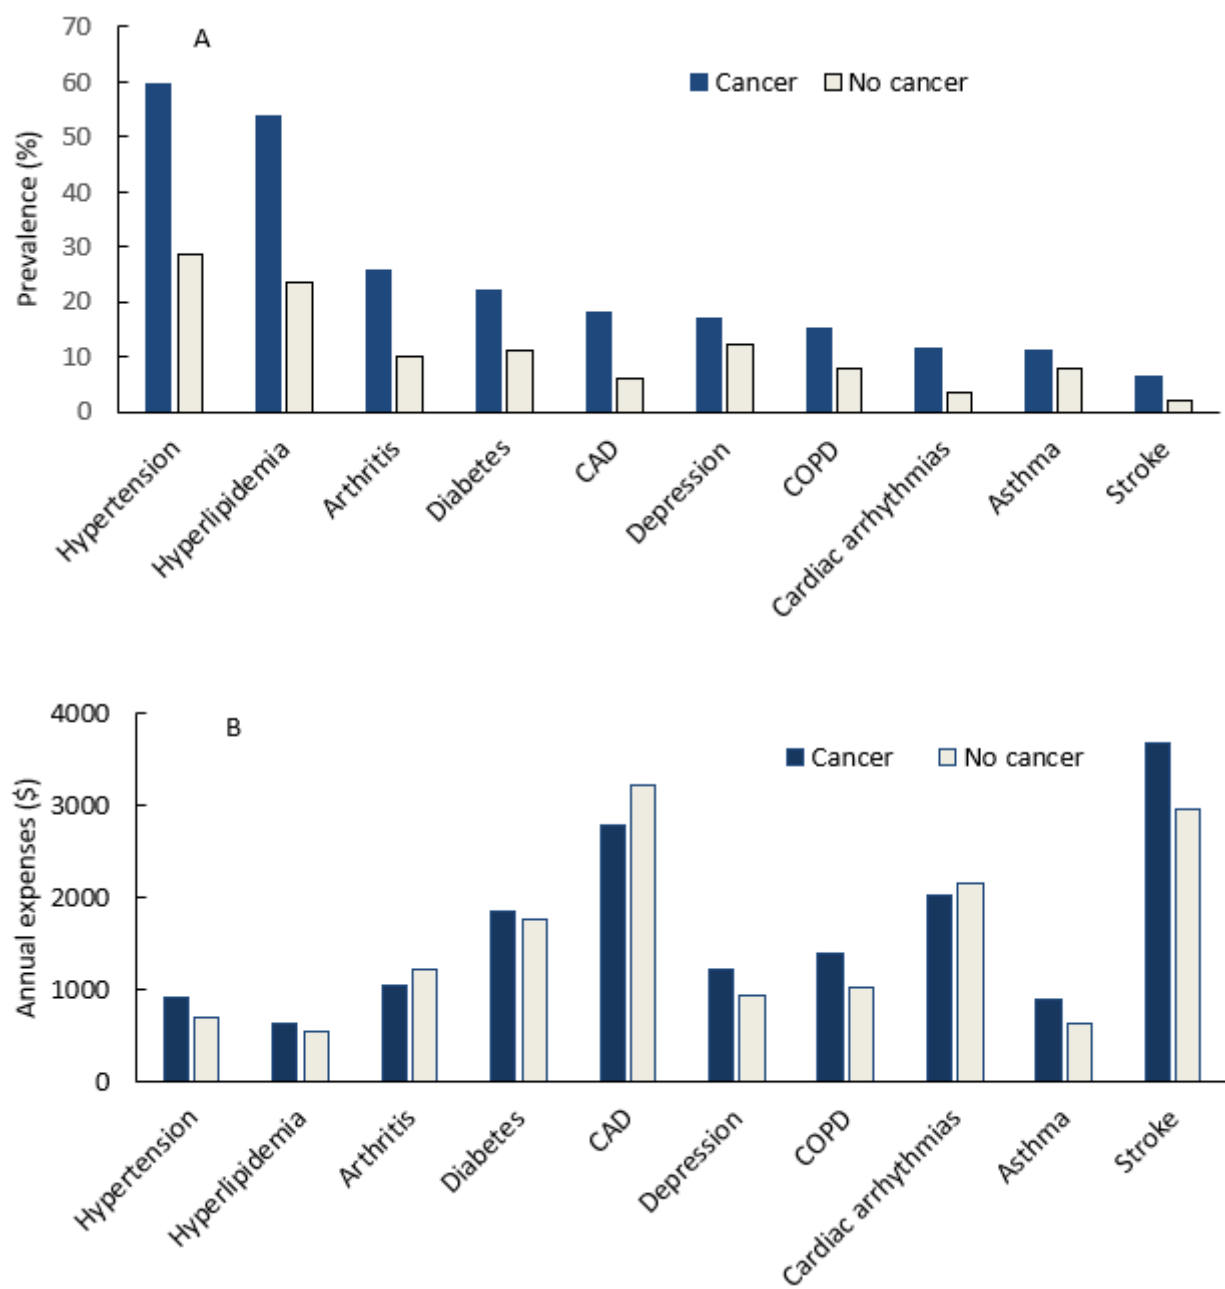 A
Cancer No cancer
Prevalence (%)
70
60
50
40
30
20
10
0
Hypertension
Hyperlipidemia
Arthritis
Diabetes
CAD
Depression
COPD
Cardiac arrhythmias
Asthma
Stroke
B
Cancer No cancer
Annual expenses ($)
4000
3000
2000
1000
0
Hypertension
Hyperlipidemia
Arthritis
Diabetes
CAD
Depression
COPD
Cardiac arrhythmias
Asthma
Stroke